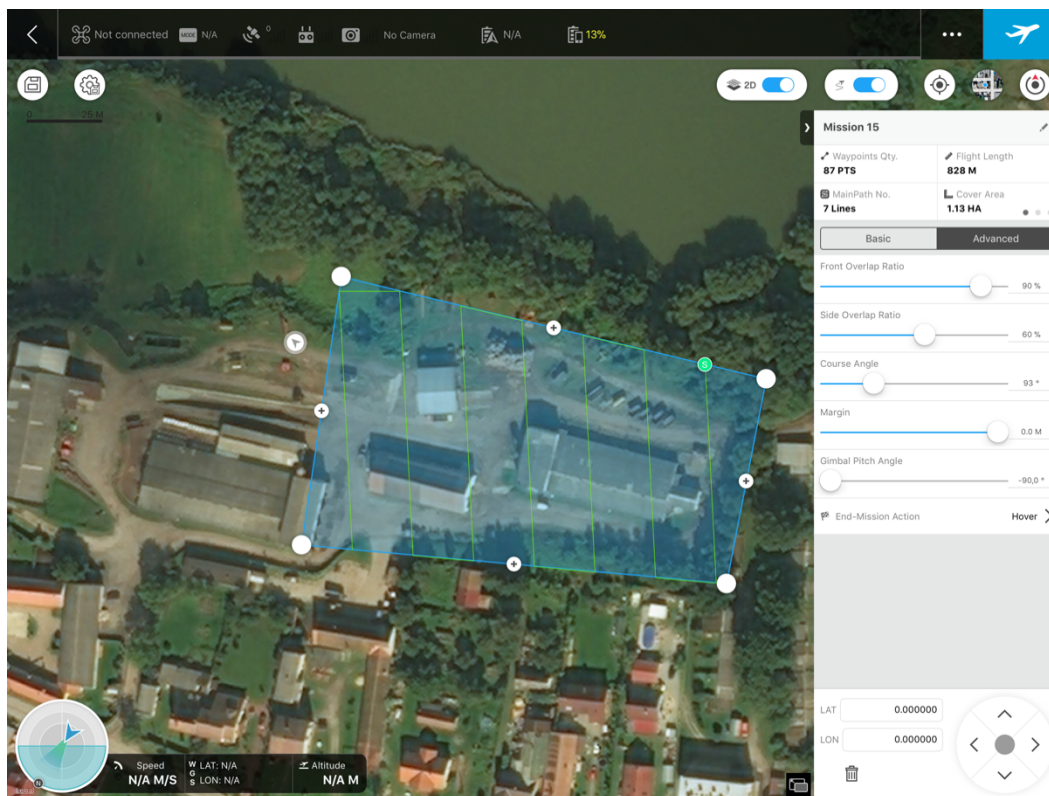 Not connected MODE N/A 0 No Camera N/A 13%
0 25 M
2D
Mission 15
Waypoints Qty. Flight Length
87 PTS 828 M
MainPath No. Cover Area
7 Lines 1.13 HA
Basic Advanced
Front Overlap Ratio
90 %
Side Overlap Ratio
60 %
Course Angle
93 °
Margin
0.0 M
Gimbal Pitch Angle
-90,0 °
End-Mission Action Hover
S
LAT 0.000000
LON 0.000000
Speed
N/A M/S
WGS
LAT: N/A
LON: N/A
Altitude
N/A M
N